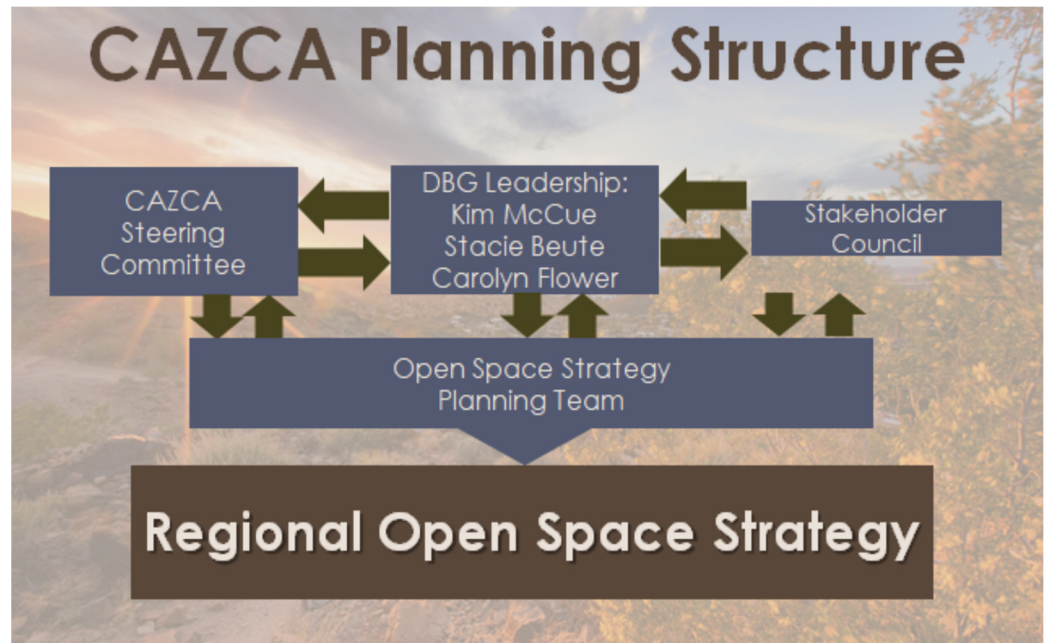 CAZCA Planning Structure
CAZCA
Steering
Committee
DBG Leadership:
Kim McCue
Stacie Beute
Carolyn Flower
Stakeholder
Council
Open Space Strategy
Planning Team
Regional Open Space Strategy